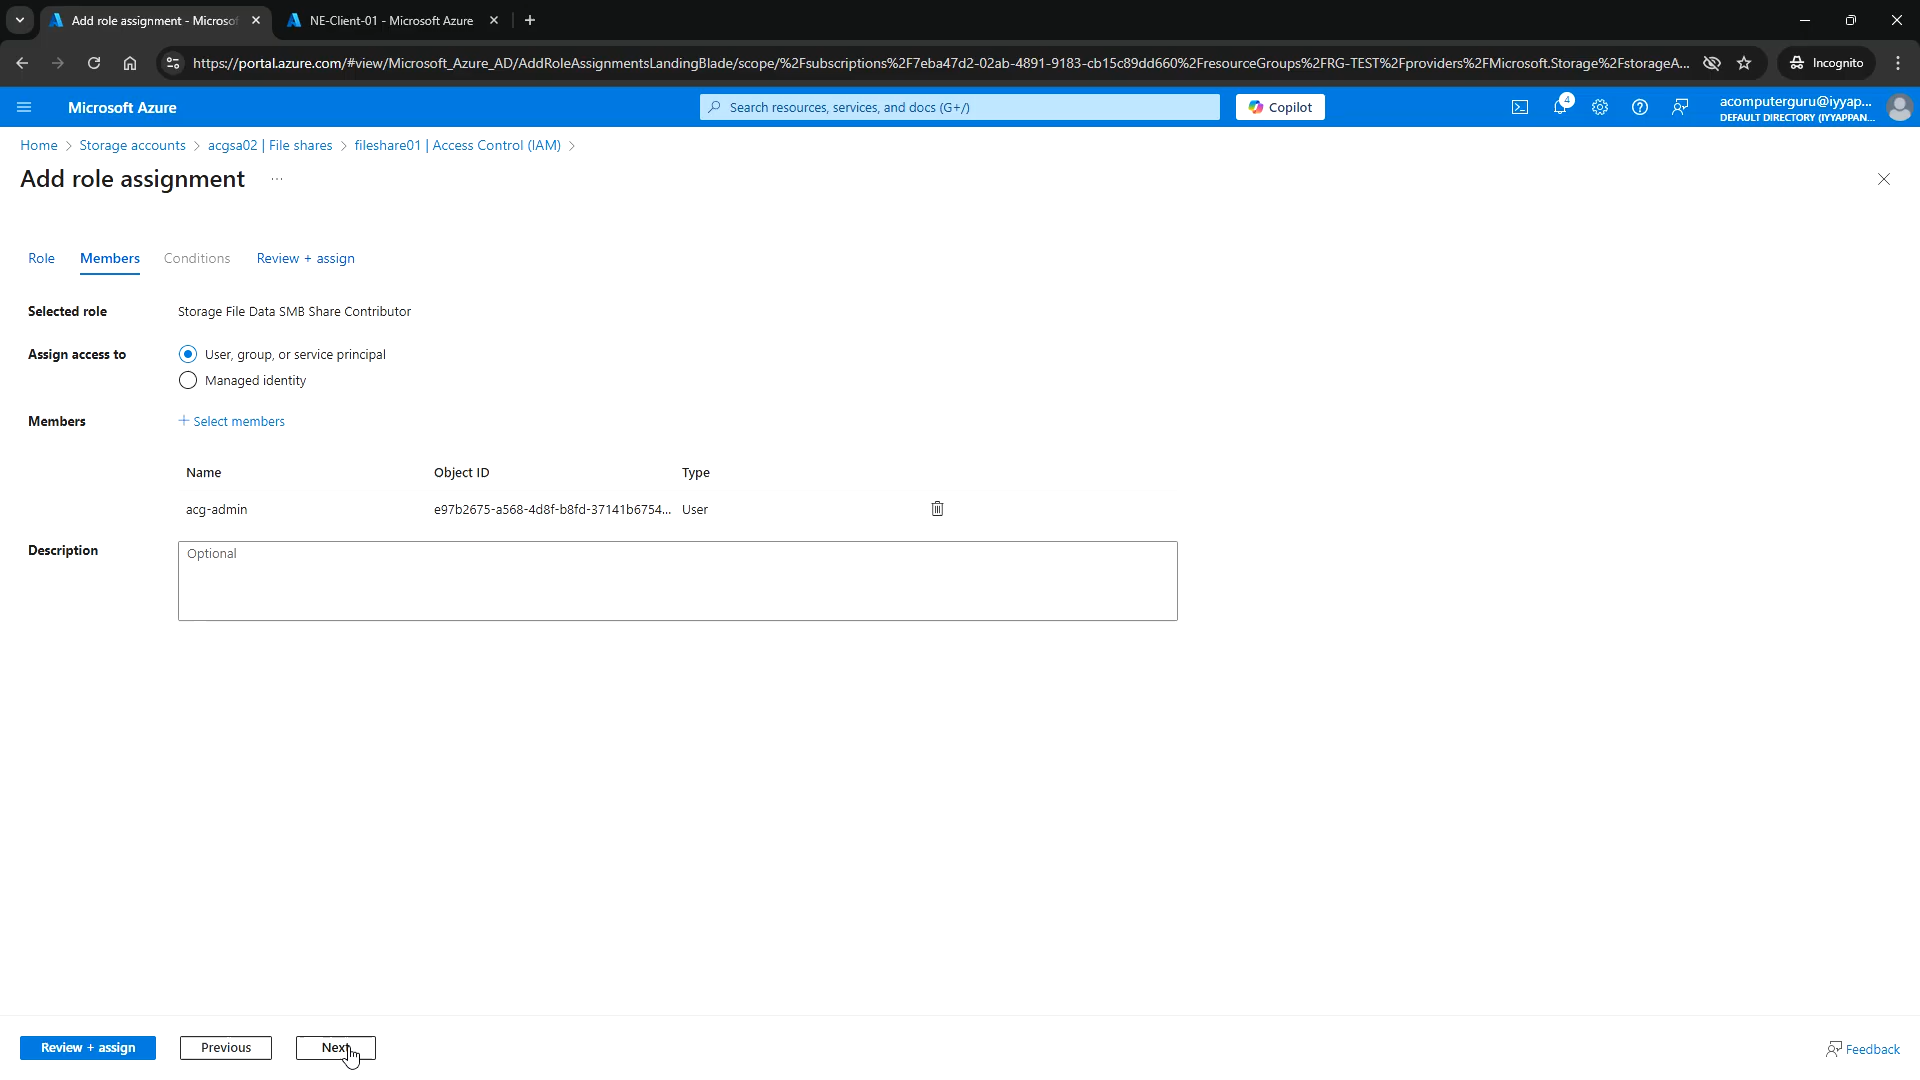 Add role assignment - Microsof
NE-Client-01 - Microsoft Azure
https://portal.azure.com/#view/Microsoft_Azure_AD/AddRoleAssignmentsLandingBlade/scope/%2Fsubscriptions%2F7eba47d2-02ab-4891-9183-cb15c89dd660%2FresourceGroups%2FRG-TEST%2Fproviders%2FMicrosoft.Storage%2FstorageA...
Incognito
Microsoft Azure
Search resources, services, and docs (G+/)
Copilot
4
acomputerguru@iyyap...
DEFAULT DIRECTORY (IYYAPPAN...
Home > Storage accounts > acgsa02 | File shares > fileshare01 | Access Control (IAM) >
Add role assignment ...
Role Members Conditions Review + assign
Selected role Storage File Data SMB Share Contributor
Assign access to User, group, or service principal
Managed identity
Members + Select members
Name Object ID Type
acg-admin e97b2675-a568-4d8f-b8fd-37141b6754... User
Description Optional
Review + assign Previous Next
Feedback